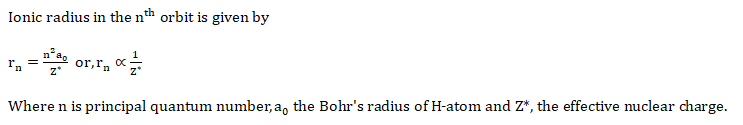 Ionic radius in the nᵗʰ orbit is given by
rₙ = n²a₀/Z* or,rₙ ∝ 1/Z*
Where n is principal quantum number,a₀ the Bohr's radius of H-atom and Z*, the effective nuclear charge.